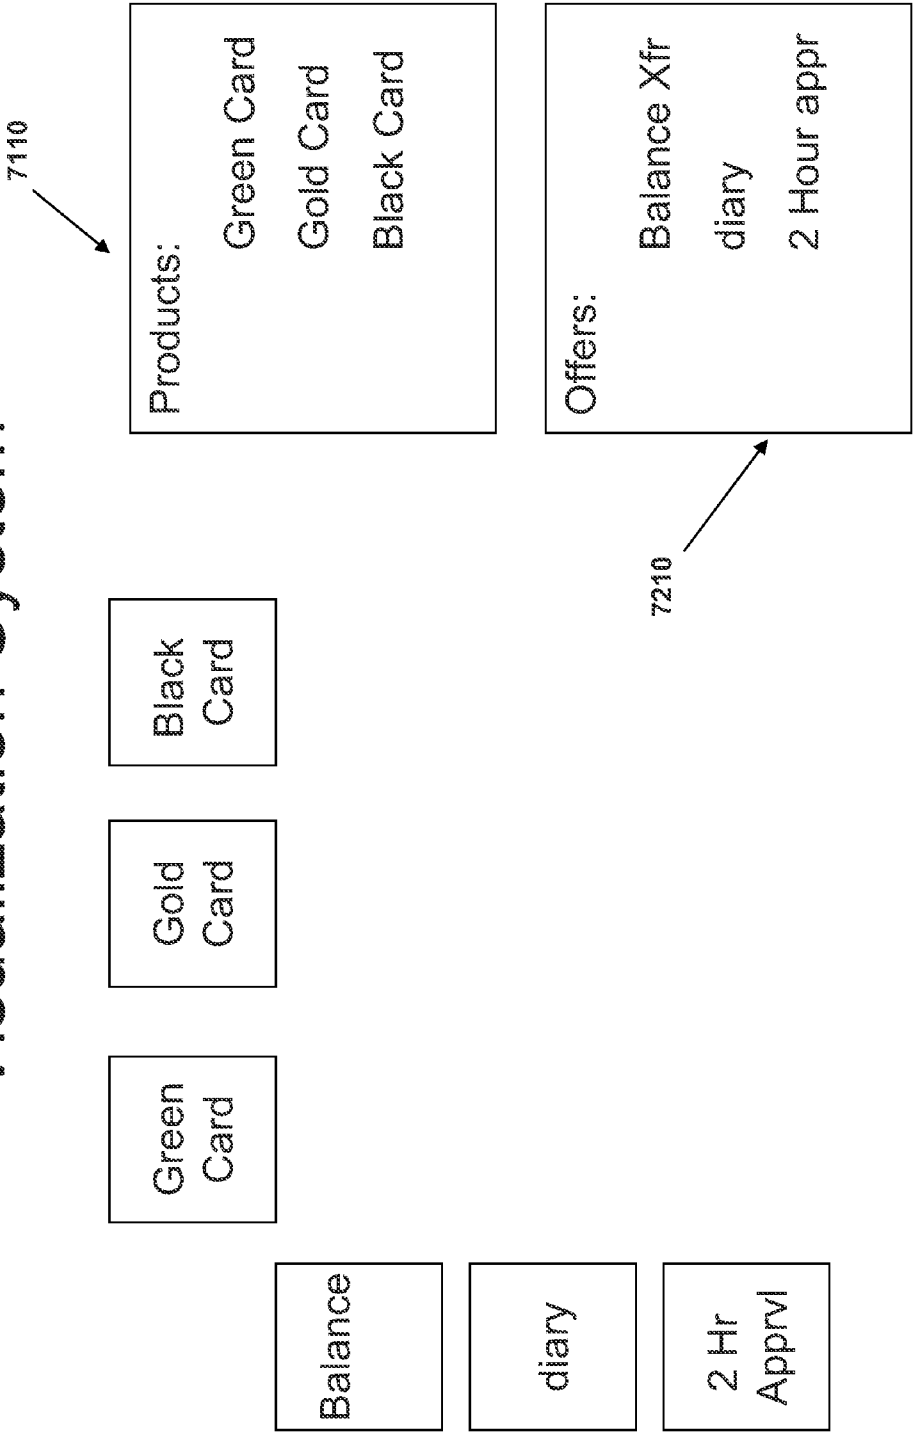 7110
Products:
Green Card
Gold Card
Black Card
Green
Card
Gold
Card
Black
Card
Balance
diary
2 Hr
Apprvl
7210
Offers:
Balance Xfr
diary
2 Hour appr